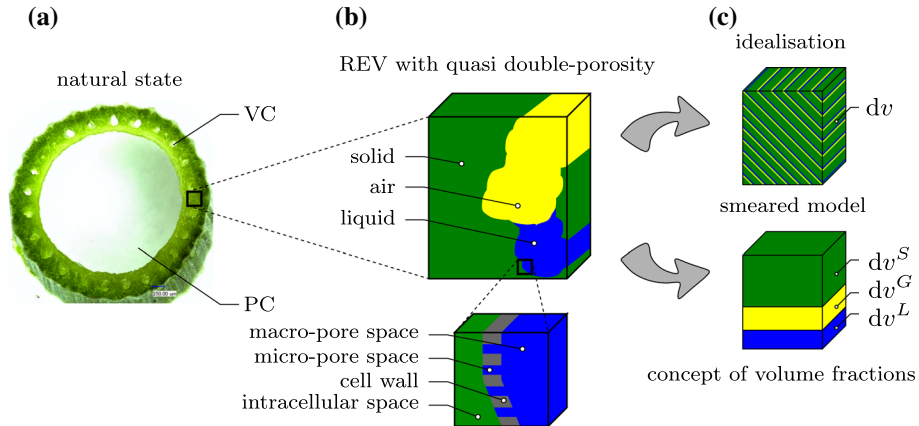 (a)
natural state
VC
PC
(b)
REV with quasi double-porosity
solid
air
liquid
macro-pore space
micro-pore space
cell wall
intracellular space
(c)
idealisation
dv
smeared model
dv^S
dv^G
dv^L
concept of volume fractions